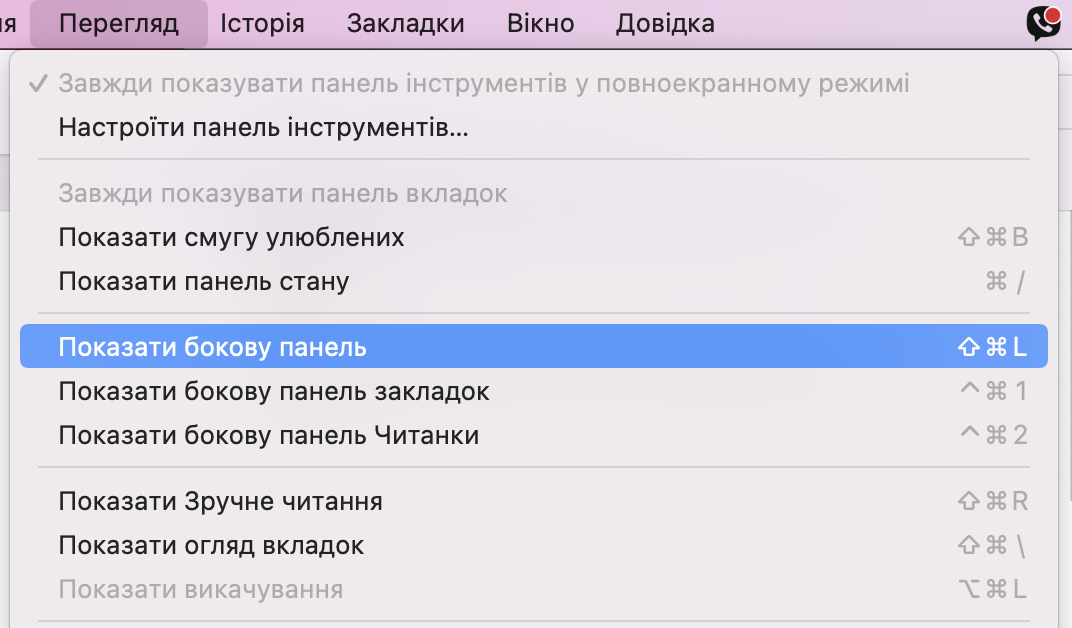 я Перегляд Історія Закладки Вікно Довідка
✓ Завжди показувати панель інструментів у повноекранному режимі
Настроїти панель інструментів...
Завжди показувати панель вкладок
Показати смугу улюблених ⇧⌘B
Показати панель стану ⌘/
Показати бокову панель ⇧⌘L
Показати бокову панель закладок ^⌘1
Показати бокову панель Читанки ^⌘2
Показати Зручне читання ⇧⌘R
Показати огляд вкладок ⇧⌘\
Показати викачування ⌥⌘L